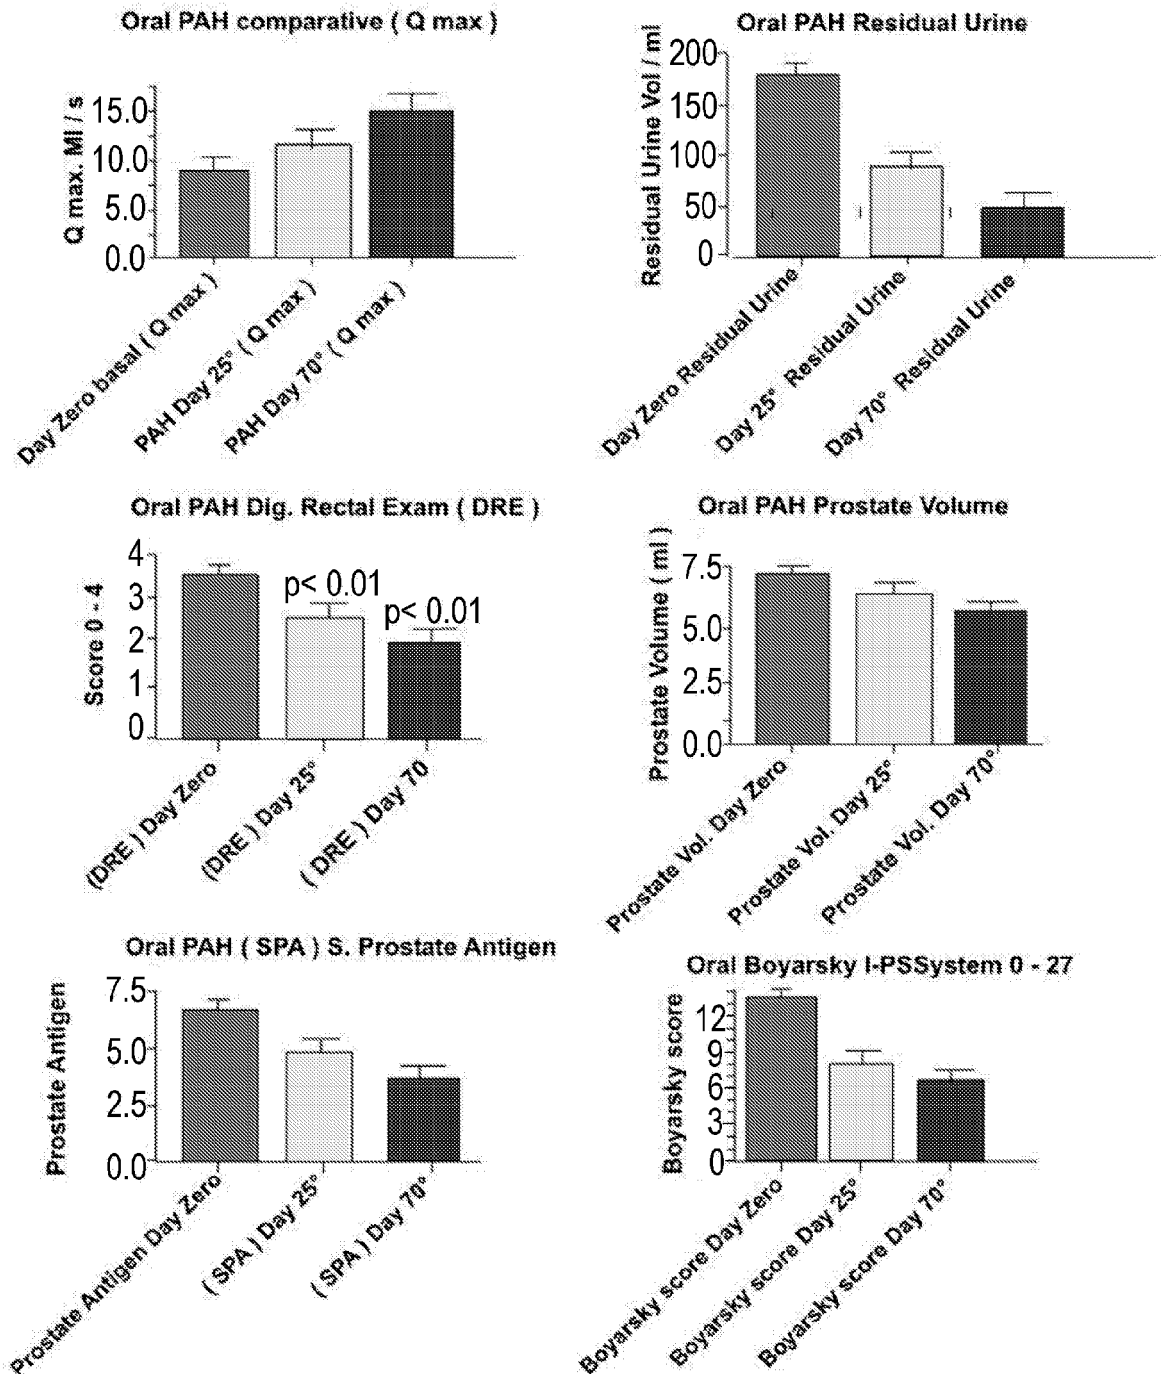 Oral PAH comparative ( Q max )
Q max. Ml / s
15.0
10.0
5.0
0.0
Day Zero basal ( Q max )
PAH Day 25° ( Q max )
PAH Day 70° ( Q max )
Oral PAH Residual Urine
Residual Urine Vol / ml
200
150
100
50
0
Day Zero Residual Urine
Day 25° Residual Urine
Day 70° Residual Urine
Oral PAH Dig. Rectal Exam ( DRE )
Score 0 - 4
4
3
2
1
0
p< 0.01
p< 0.01
(DRE ) Day Zero
(DRE ) Day 25°
( DRE ) Day 70
Oral PAH Prostate Volume
Prostate Volume ( ml )
7.5
5.0
2.5
0.0
Prostate Vol. Day Zero
Prostate Vol. Day 25°
Prostate Vol. Day 70°
Oral PAH ( SPA ) S. Prostate Antigen
Prostate Antigen
7.5
5.0
2.5
0.0
Prostate Antigen Day Zero
( SPA ) Day 25°
( SPA ) Day 70°
Oral Boyarsky I-PSSystem 0 - 27
Boyarsky score
12
9
6
3
0
Boyarsky score Day Zero
Boyarsky score Day 25°
Boyarsky score Day 70°